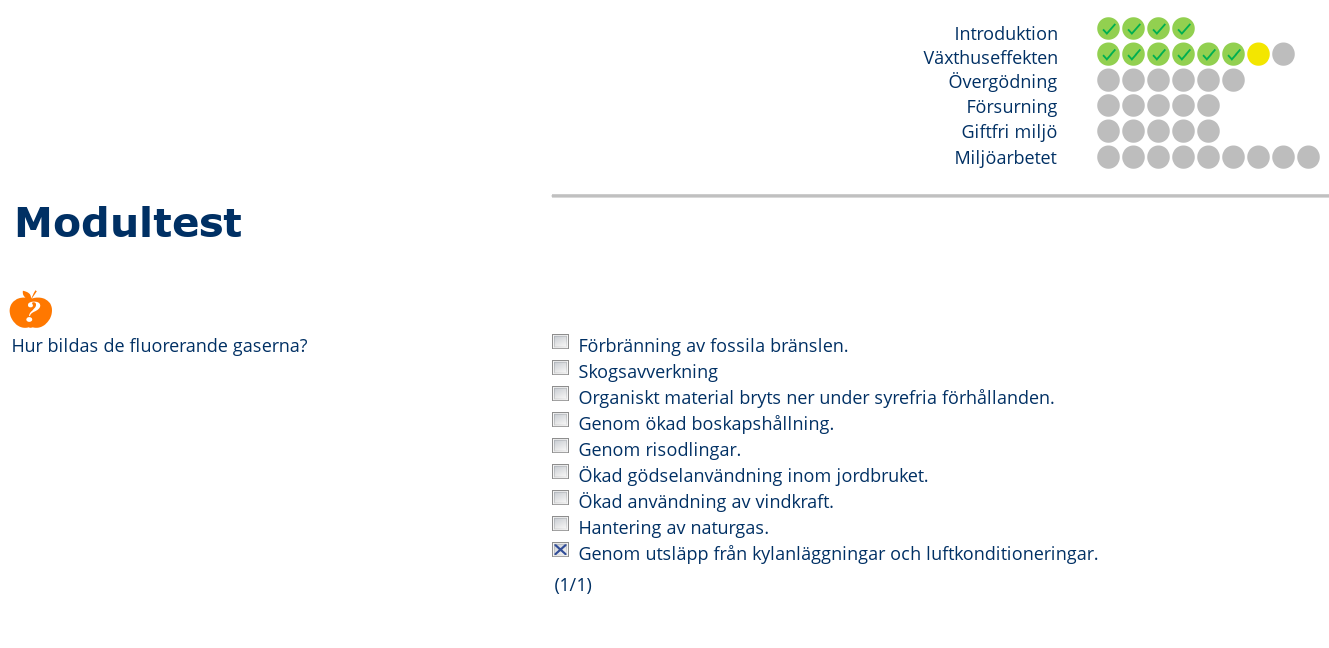 Introduktion
Växthuseffekten
Övergödning
Försurning
Giftfri miljö
Miljöarbetet
Modultest
?
Hur bildas de fluorerande gaserna?
Förbränning av fossila bränslen.
Skogsavverkning
Organiskt material bryts ner under syrefria förhållanden.
Genom ökad boskapshållning.
Genom risodlingar.
Ökad gödselanvändning inom jordbruket.
Ökad användning av vindkraft.
Hantering av naturgas.
Genom utsläpp från kylanläggningar och luftkonditioneringar.
(1/1)